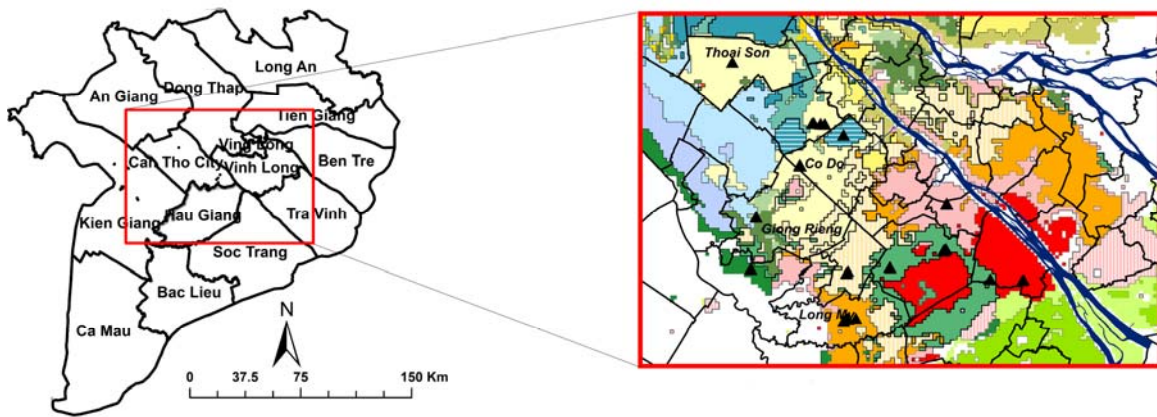 Long An
Dong Thap
An Giang
Tien Giang
Ving Long
Can Tho City
Vinh Long
Ben Tre
Hau Giang
Tra Vinh
Kien Giang
Soc Trang
Bac Lieu
Ca Mau
N
0 37.5 75 150 Km
Thoai Son
Co Do
Giong Rieng
Long M